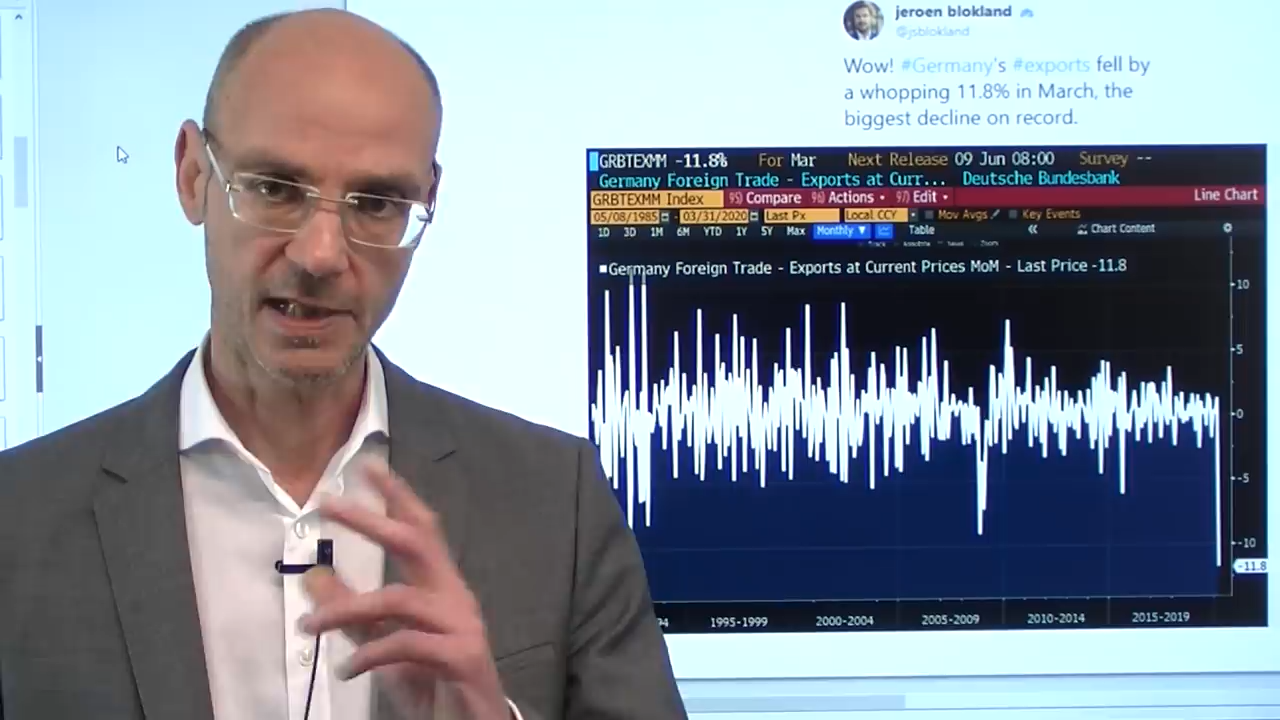 jeroen blokland
@jsblokland
Wow! #Germany's #exports fell by
a whopping 11.8% in March, the
biggest decline on record.
GRBTEXMM -11.8% For Mar Next Release 09 Jun 08:00 Survey --
Germany Foreign Trade - Exports at Curr... Deutsche Bundesbank
GRBTEXMM Index 95) Compare 96) Actions 97) Edit Line Chart
05/08/1985 - 03/31/2020 Last Px Local CCY Mov Avgs Key Events
1D 3D 1M 6M YTD 1Y 5Y Max Monthly ▼ Table « Chart Content
Track Annotate News Zoom
Germany Foreign Trade - Exports at Current Prices MoM - Last Price -11.8
10
5
0
-5
-10
-11.8
94 1995-1999 2000-2004 2005-2009 2010-2014 2015-2019